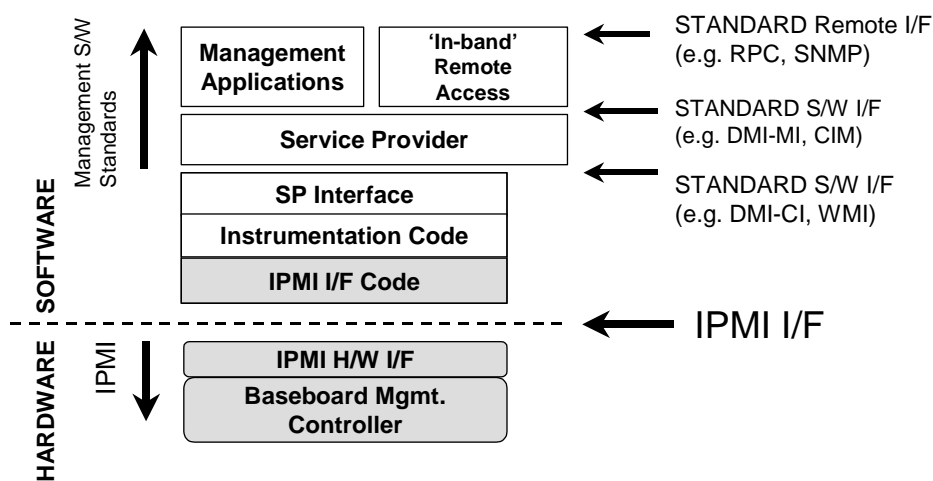 Management S/W
Standards
SOFTWARE
HARDWARE
IPMI
Management
Applications
‘In-band’
Remote
Access
Service Provider
SP Interface
Instrumentation Code
IPMI I/F Code
IPMI H/W I/F
Baseboard Mgmt.
Controller
STANDARD Remote I/F
(e.g. RPC, SNMP)
STANDARD S/W I/F
(e.g. DMI-MI, CIM)
STANDARD S/W I/F
(e.g. DMI-CI, WMI)
IPMI I/F